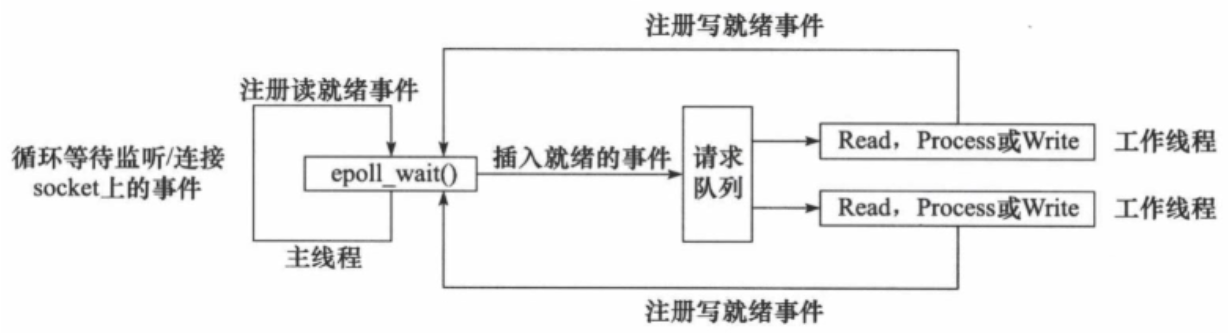 注册写就绪事件
注册读就绪事件
循环等待监听/连接
socket上的事件
epoll_wait()
插入就绪的事件
请求
队列
Read，Process或Write
工作线程
Read，Process或Write
工作线程
主线程
注册写就绪事件